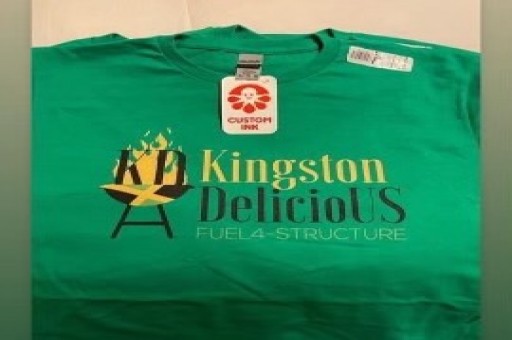 CUSTOM
INK
KD Kingston
DelicioUS
FUEL4-STRUCTURE